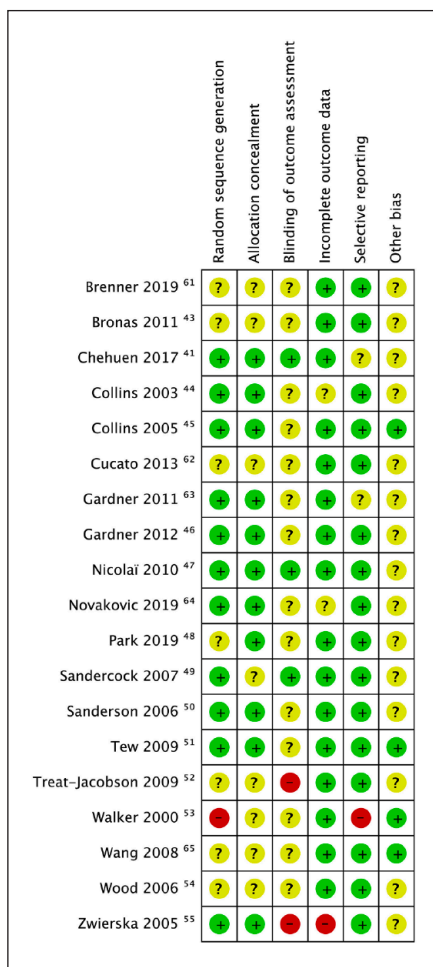 Random sequence generation
Allocation concealment
Blinding of outcome assessment
Incomplete outcome data
Selective reporting
Other bias
Brenner 2019 61 ? ? ? + + ?
Bronas 2011 43 ? ? ? + + ?
Chehuen 2017 41 + + + + ? ?
Collins 2003 44 + + ? ? + ?
Collins 2005 45 + + ? + + +
Cucato 2013 62 ? ? ? + + ?
Gardner 2011 63 + + ? + ? ?
Gardner 2012 46 + + ? + + ?
Nicolaï 2010 47 + + + + + ?
Novakovic 2019 64 + + ? ? + ?
Park 2019 48 ? + ? + + ?
Sandercock 2007 49 + ? + + + ?
Sanderson 2006 50 + + ? + + ?
Tew 2009 51 + + ? + + +
Treat-Jacobson 2009 52 ? ? - + + ?
Walker 2000 53 - ? ? + - +
Wang 2008 65 ? ? ? + + +
Wood 2006 54 ? ? ? + + ?
Zwierska 2005 55 + + - - + ?